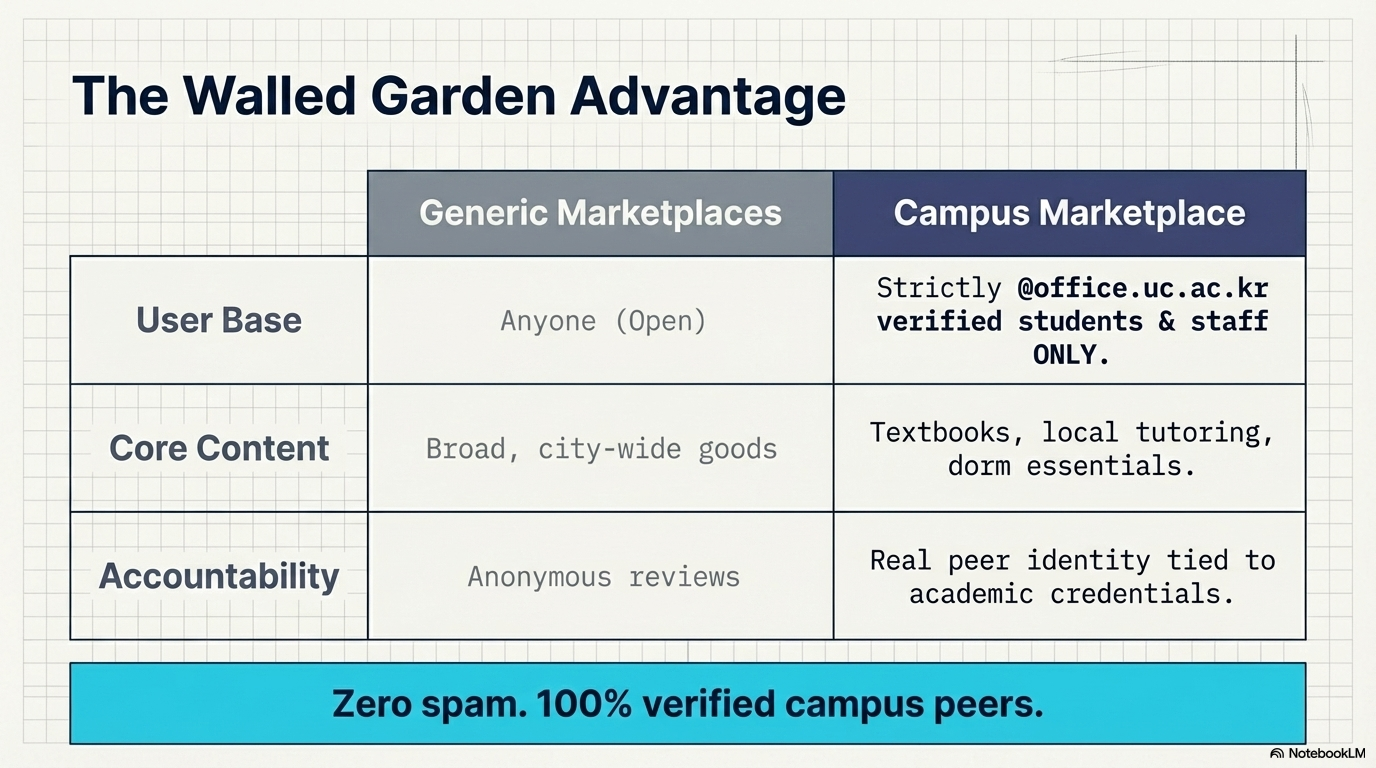 The Walled Garden Advantage
Generic Marketplaces
Campus Marketplace
User Base
Anyone (Open)
Strictly @office.uc.ac.kr
verified students & staff
ONLY.
Core Content
Broad, city-wide goods
Textbooks, local tutoring,
dorm essentials.
Accountability
Anonymous reviews
Real peer identity tied to
academic credentials.
Zero spam. 100% verified campus peers.
NotebookLM